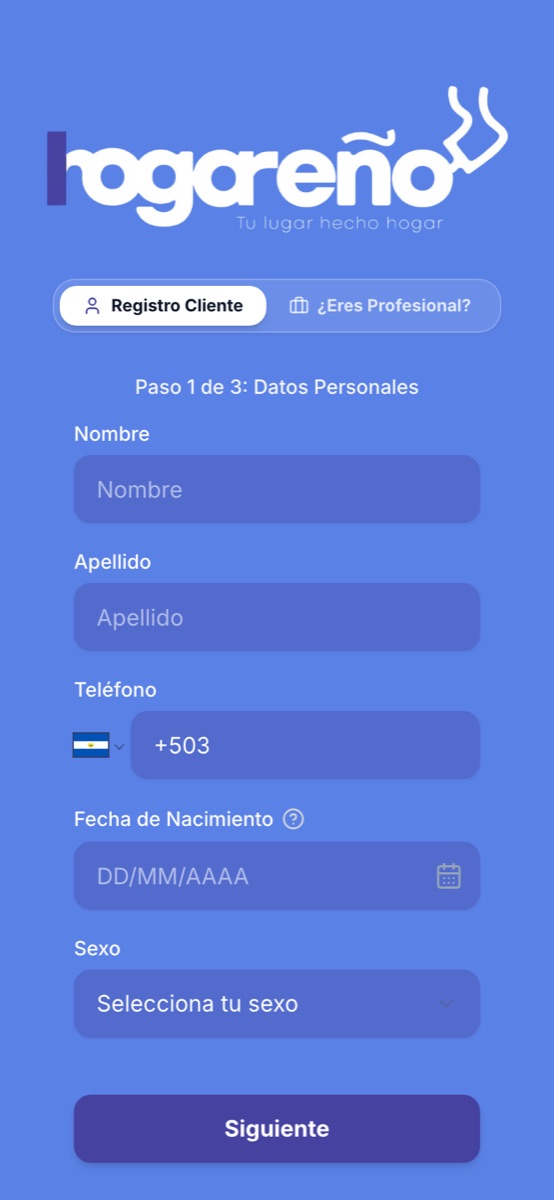 hogareño
Tu lugar hecho hogar
Registro Cliente
¿Eres Profesional?
Paso 1 de 3: Datos Personales
Nombre
Nombre
Apellido
Apellido
Teléfono
+503
Fecha de Nacimiento ?
DD/MM/AAAA
Sexo
Selecciona tu sexo
Siguiente